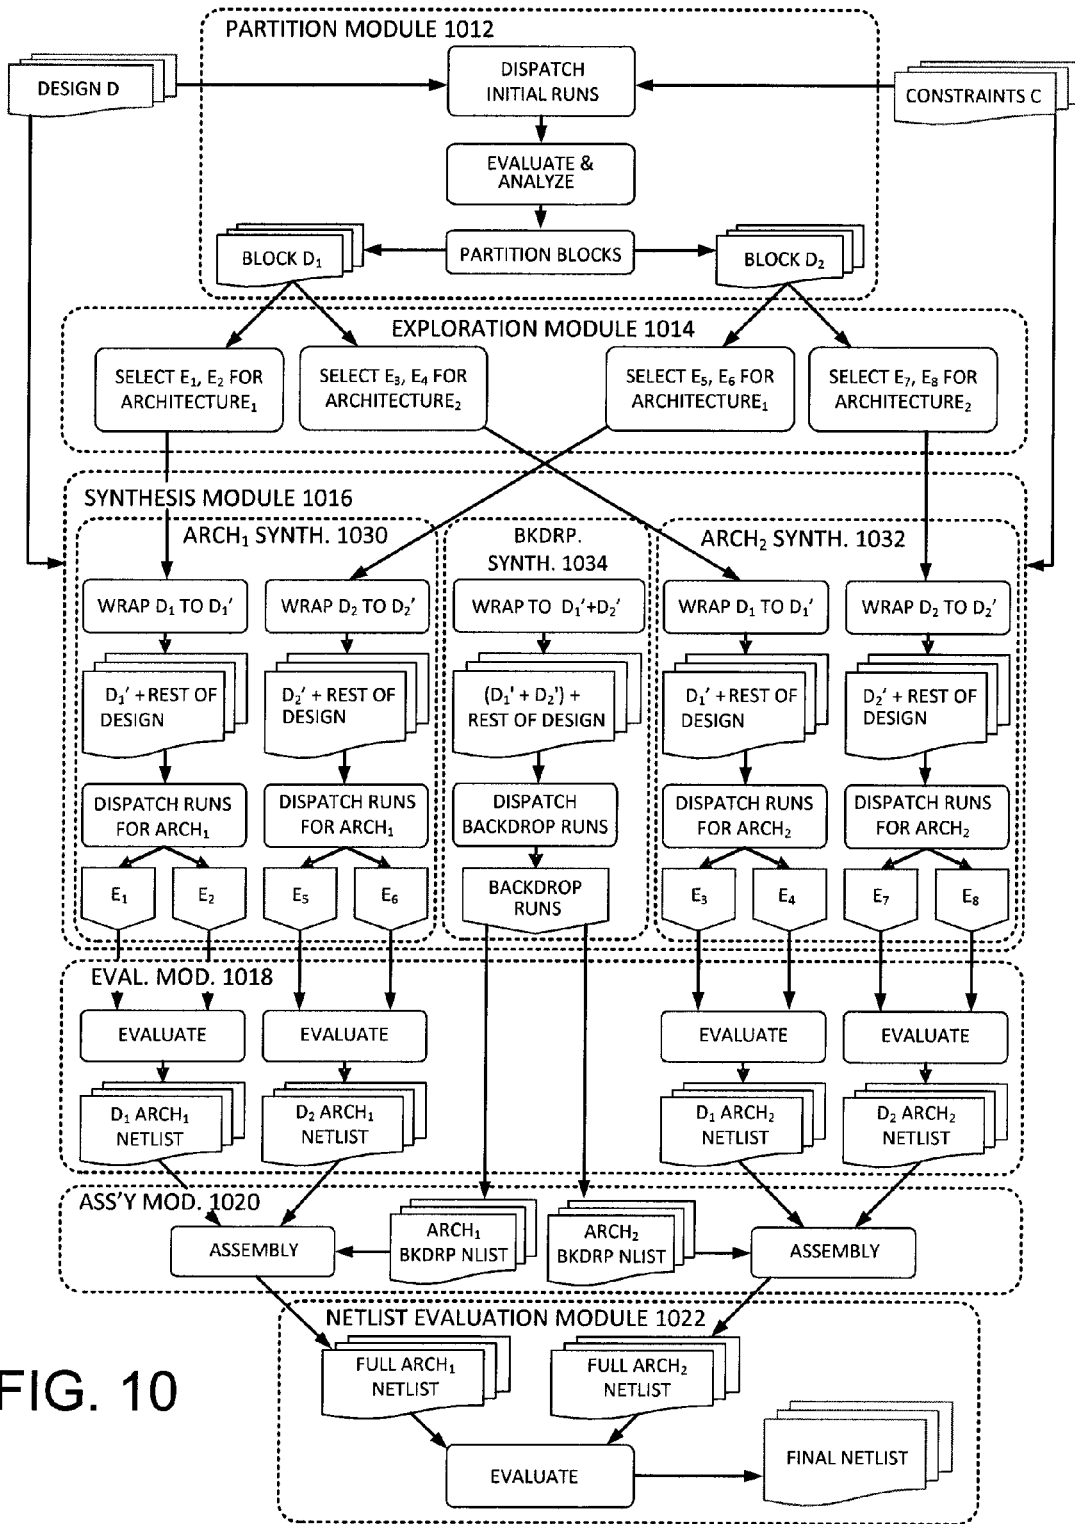 PARTITION MODULE 1012
DESIGN D
DISPATCH
INITIAL RUNS
CONSTRAINTS C
EVALUATE &
ANALYZE
BLOCK D₁
PARTITION BLOCKS
BLOCK D₂
EXPLORATION MODULE 1014
SELECT E₁, E₂ FOR
ARCHITECTURE₁
SELECT E₃, E₄ FOR
ARCHITECTURE₂
SELECT E₅, E₆ FOR
ARCHITECTURE₁
SELECT E₇, E₈ FOR
ARCHITECTURE₂
SYNTHESIS MODULE 1016
ARCH₁ SYNTH. 1030
BKDRP.
SYNTH. 1034
ARCH₂ SYNTH. 1032
WRAP D₁ TO D₁'
WRAP D₂ TO D₂'
WRAP TO D₁'+D₂'
WRAP D₁ TO D₁'
WRAP D₂ TO D₂'
D₁' + REST OF
DESIGN
D₂' + REST OF
DESIGN
(D₁' + D₂') +
REST OF DESIGN
D₁' + REST OF
DESIGN
D₂' + REST OF
DESIGN
DISPATCH RUNS
FOR ARCH₁
DISPATCH RUNS
FOR ARCH₁
DISPATCH
BACKDROP RUNS
DISPATCH RUNS
FOR ARCH₂
DISPATCH RUNS
FOR ARCH₂
E₁
E₂
E₅
E₆
BACKDROP
RUNS
E₃
E₄
E₇
E₈
EVAL. MOD. 1018
EVALUATE
EVALUATE
EVALUATE
EVALUATE
D₁ ARCH₁
NETLIST
D₂ ARCH₁
NETLIST
D₁ ARCH₂
NETLIST
D₂ ARCH₂
NETLIST
ASS'Y MOD. 1020
ASSEMBLY
ARCH₁
BKDRP NLIST
ARCH₂
BKDRP NLIST
ASSEMBLY
NETLIST EVALUATION MODULE 1022
FULL ARCH₁
NETLIST
FULL ARCH₂
NETLIST
FIG. 10
EVALUATE
FINAL NETLIST